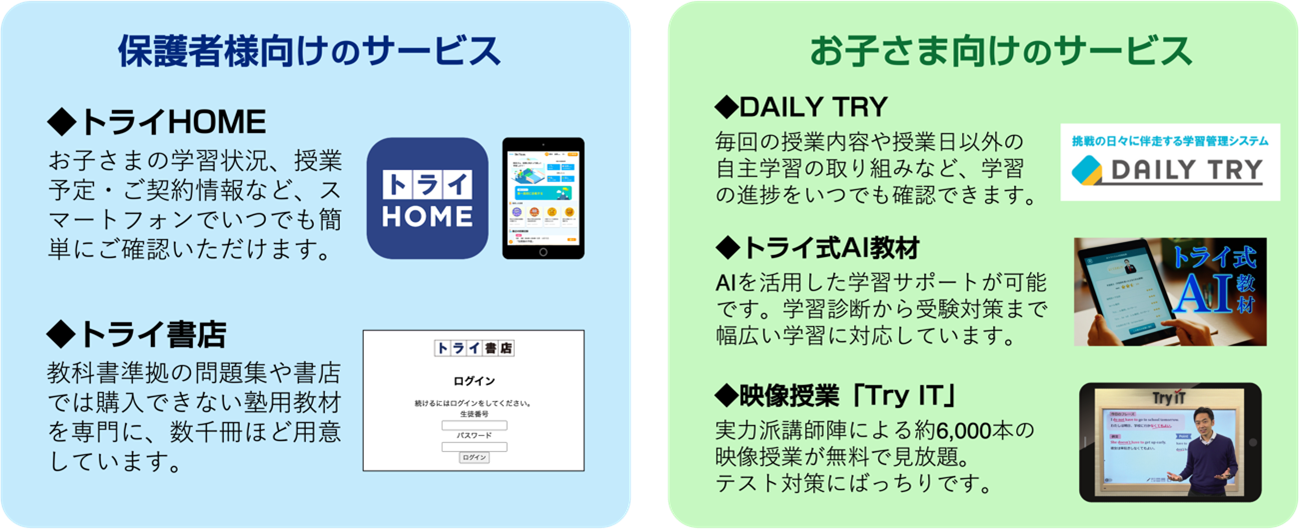 保護者様向けのサービス
◆トライHOME
お子さまの学習状況、授業
予定・ご契約情報など、ス
マートフォンでいつでも簡
単にご確認いただけます。
トライ
HOME
◆トライ書店
教科書準拠の問題集や書店
では購入できない塾用教材
を専門に、数千冊ほど用意
しています。
トライ書店
ログイン
続けるにはログインをしてください。
生徒番号
パスワード
ログイン
お子さま向けのサービス
◆DAILY TRY
毎回の授業内容や授業日以外の
自主学習の取り組みなど、学習
の進捗をいつでも確認できます。
挑戦の日々に伴走する学習管理システム
DAILY TRY
◆トライ式AI教材
AIを活用した学習サポートが可能
です。学習診断から受験対策まで
幅広い学習に対応しています。
トライ式
AI教材
◆映像授業「Try IT」
実力派講師陣による約6,000本の
映像授業が無料で見放題。
テスト対策にばっちりです。
Try IT